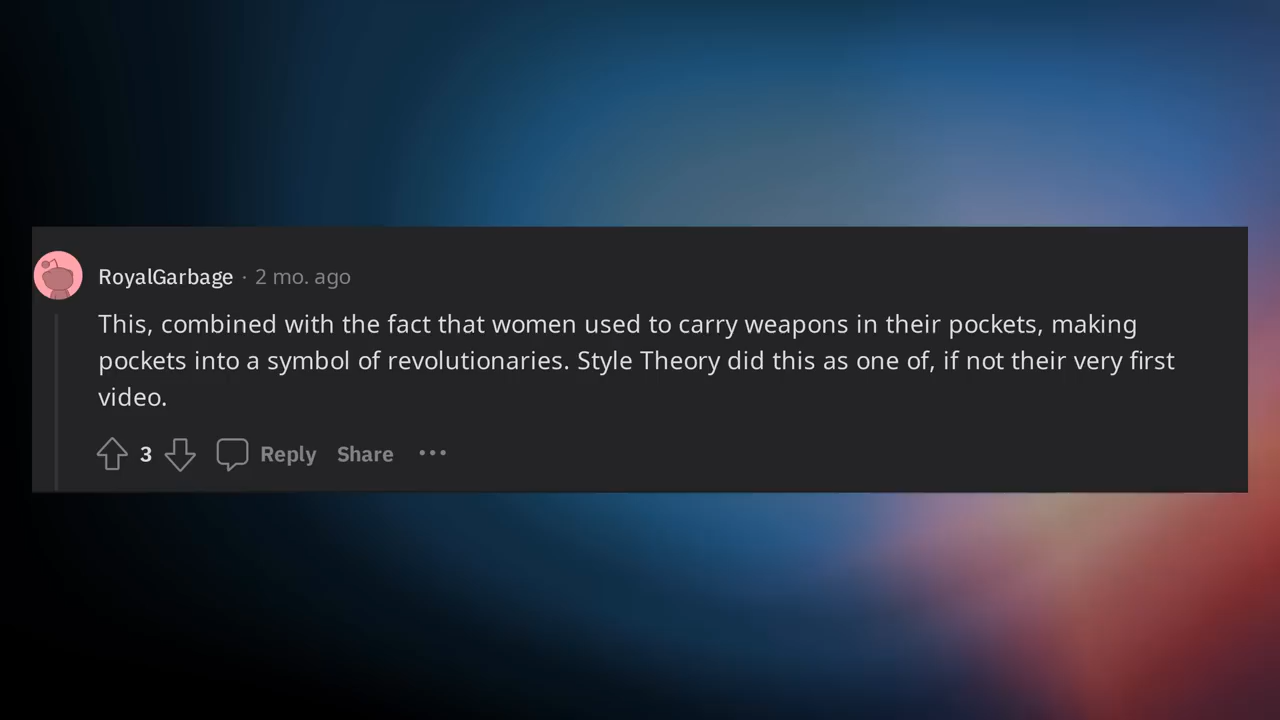 RoyalGarbage · 2 mo. ago
This, combined with the fact that women used to carry weapons in their pockets, making
pockets into a symbol of revolutionaries. Style Theory did this as one of, if not their very first
video.
3 Reply Share ···